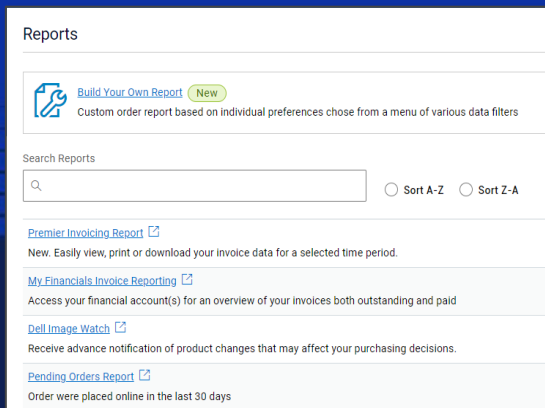 Reports
Build Your Own Report New
Custom order report based on individual preferences chose from a menu of various data filters
Search Reports
Sort A-Z Sort Z-A
Premier Invoicing Report
New. Easily view, print or download your invoice data for a selected time period.
My Financials Invoice Reporting
Access your financial account(s) for an overview of your invoices both outstanding and paid
Dell Image Watch
Receive advance notification of product changes that may affect your purchasing decisions.
Pending Orders Report
Order were placed online in the last 30 days